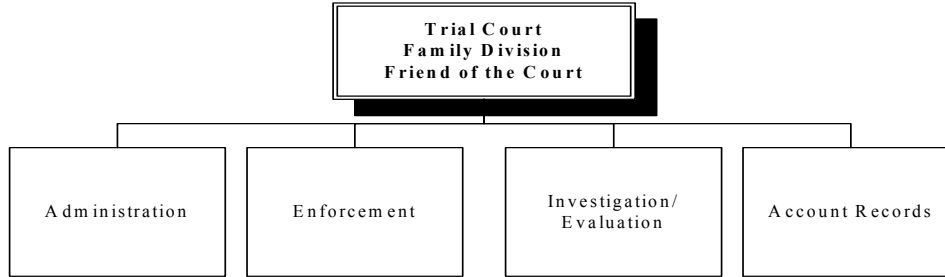 Trial Court
Family Division
Friend of the Court
Administration
Enforcement
Investigation/
Evaluation
Account Records